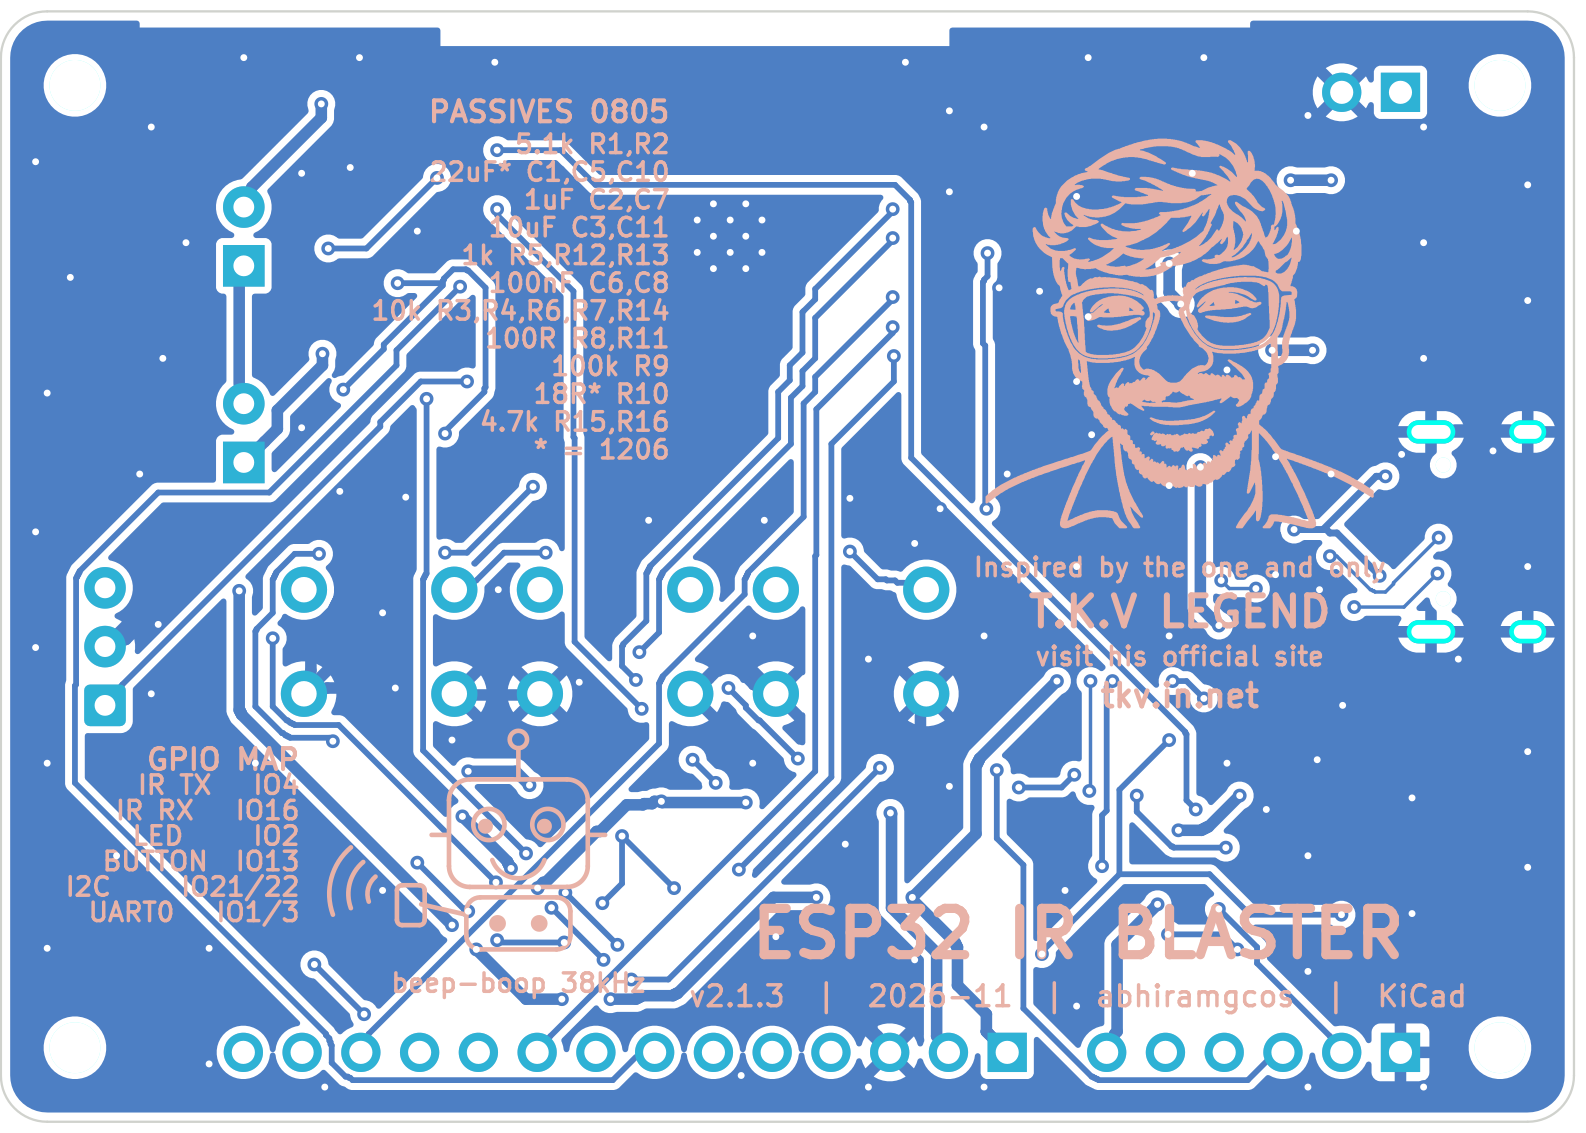 PASSIVES 0805
5.1k R1,R2
22uF* C1,C5,C10
1uF C2,C7
10uF C3,C11
1k R5,R12,R13
100nF C6,C8
10k R3,R4,R6,R7,R14
100R R8,R11
100k R9
18R* R10
4.7k R15,R16
* = 1206
Inspired by the one and only
T.K.V LEGEND
visit his official site
tkv.in.net
GPIO MAP
IR TX IO4
IR RX IO16
LED IO2
BUTTON IO13
I2C IO21/22
UART0 IO1/3
beep-boop 38kHz
ESP32 IR BLASTER
v2.1.3 | 2026-11 | abhiramgcos | KiCad